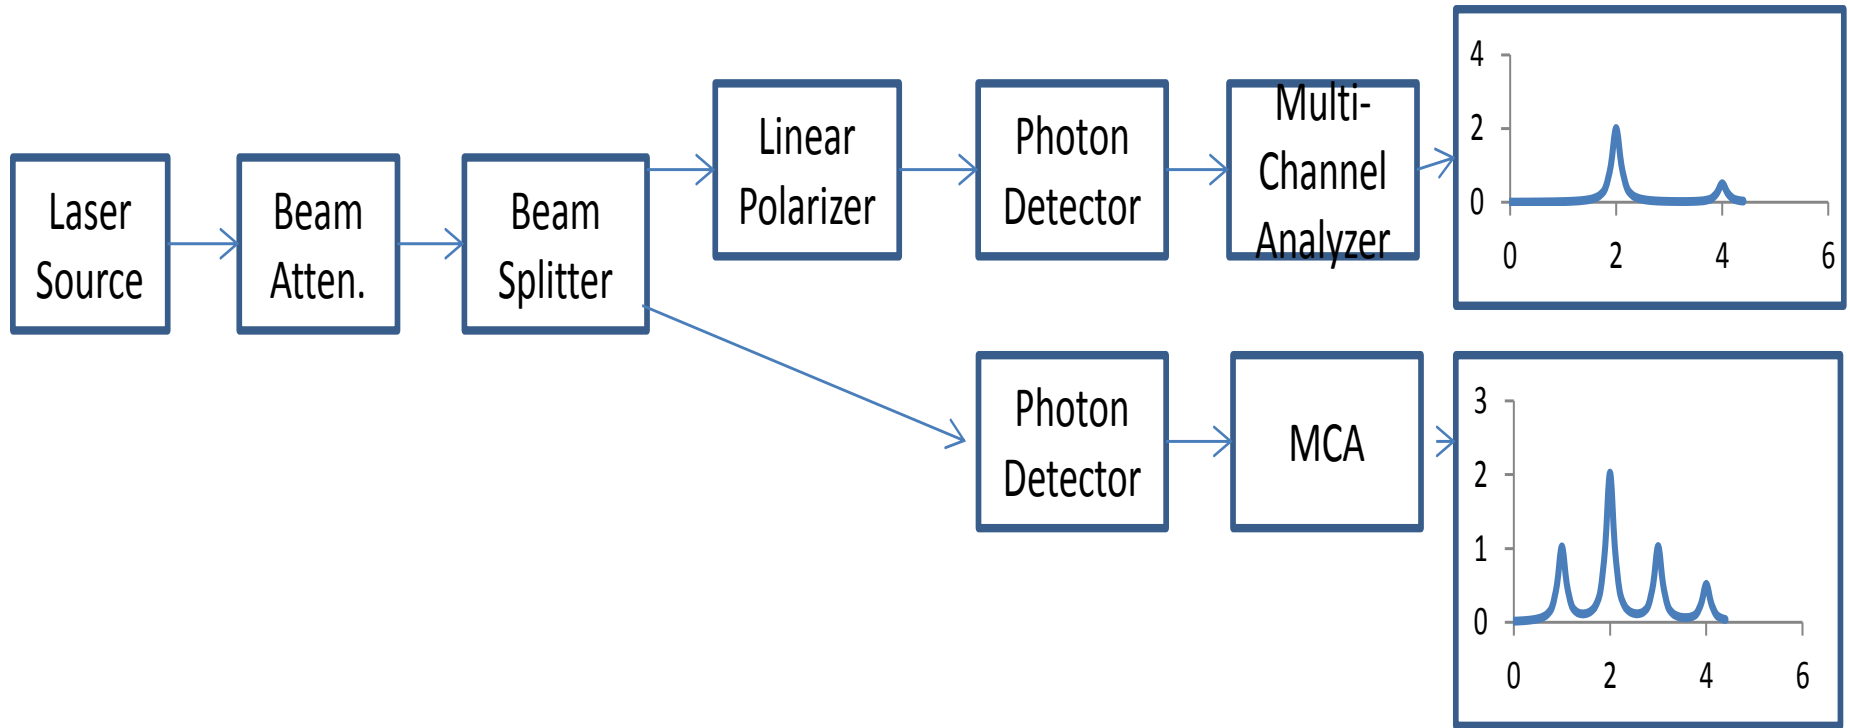 Laser
Source
Beam
Atten.
Beam
Splitter
Linear
Polarizer
Photon
Detector
Multi-
Channel
Analyzer
4
2
0
0 2 4 6
Photon
Detector
MCA
3
2
1
0
0 2 4 6